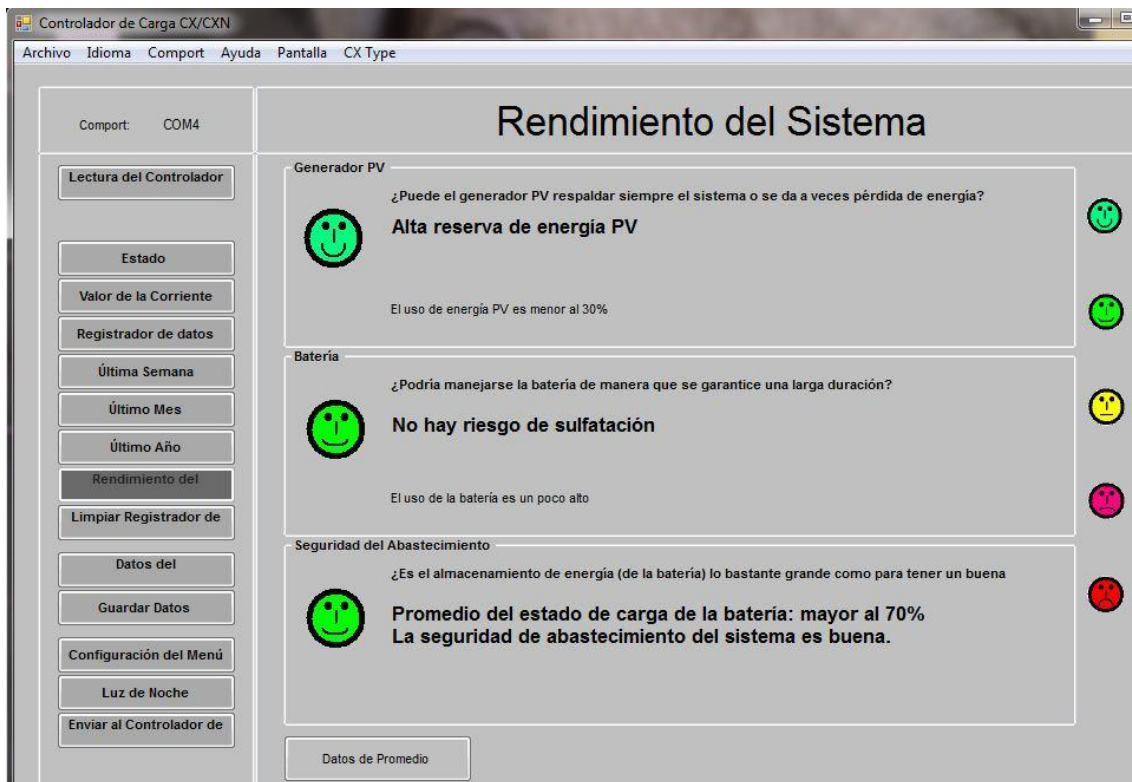 Controlador de Carga CX/CXN
Archivo Idioma Comport Ayuda Pantalla CX Type
Comport: COM4
Rendimiento del Sistema
Lectura del Controlador
Estado
Valor de la Corriente
Registrador de datos
Última Semana
Último Mes
Último Año
Rendimiento del
Limpiar Registrador de
Datos del
Guardar Datos
Configuración del Menú
Luz de Noche
Enviar al Controlador de
Generador PV
¿Puede el generador PV respaldar siempre el sistema o se da a veces pérdida de energía?
Alta reserva de energía PV
El uso de energía PV es menor al 30%
Batería
¿Podría manejarse la batería de manera que se garantice una larga duración?
No hay riesgo de sulfatación
El uso de la batería es un poco alto
Seguridad del Abastecimiento
¿Es el almacenamiento de energía (de la batería) lo bastante grande como para tener un buena
Promedio del estado de carga de la batería: mayor al 70%
La seguridad de abastecimiento del sistema es buena.
Datos de Promedio